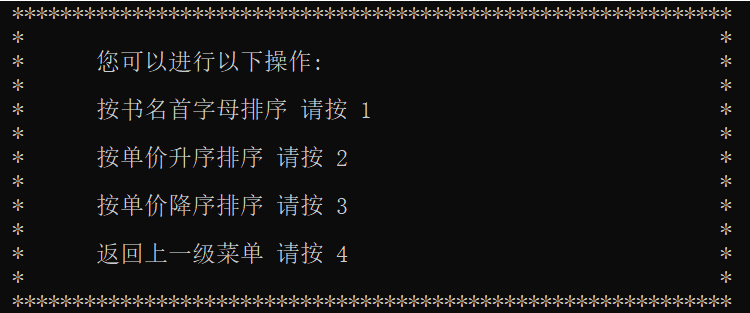 ************************************************************
*                                                          *
*      您可以进行以下操作:                                 *
*                                                          *
*      按书名首字母排序 请按 1                             *
*                                                          *
*      按单价升序排序 请按 2                               *
*                                                          *
*      按单价降序排序 请按 3                               *
*                                                          *
*      返回上一级菜单 请按 4                               *
*                                                          *
************************************************************